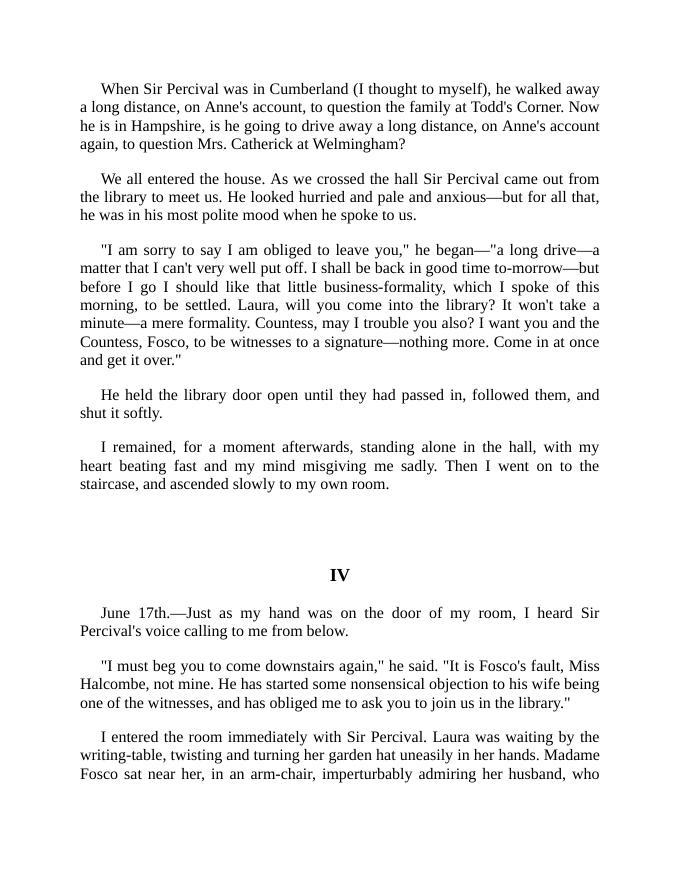 When Sir Percival was in Cumberland (I thought to myself), he walked away
a long distance, on Anne's account, to question the family at Todd's Corner. Now
he is in Hampshire, is he going to drive away a long distance, on Anne's account
again, to question Mrs. Catherick at Welmingham?
We all entered the house. As we crossed the hall Sir Percival came out from
the library to meet us. He looked hurried and pale and anxious—but for all that,
he was in his most polite mood when he spoke to us.
"I am sorry to say I am obliged to leave you," he began—"a long drive—a
matter that I can't very well put off. I shall be back in good time to-morrow—but
before I go I should like that little business-formality, which I spoke of this
morning, to be settled. Laura, will you come into the library? It won't take a
minute—a mere formality. Countess, may I trouble you also? I want you and the
Countess, Fosco, to be witnesses to a signature—nothing more. Come in at once
and get it over."
He held the library door open until they had passed in, followed them, and
shut it softly.
I remained, for a moment afterwards, standing alone in the hall, with my
heart beating fast and my mind misgiving me sadly. Then I went on to the
staircase, and ascended slowly to my own room.
IV
June 17th.—Just as my hand was on the door of my room, I heard Sir
Percival's voice calling to me from below.
"I must beg you to come downstairs again," he said. "It is Fosco's fault, Miss
Halcombe, not mine. He has started some nonsensical objection to his wife being
one of the witnesses, and has obliged me to ask you to join us in the library."
I entered the room immediately with Sir Percival. Laura was waiting by the
writing-table, twisting and turning her garden hat uneasily in her hands. Madame
Fosco sat near her, in an arm-chair, imperturbably admiring her husband, who